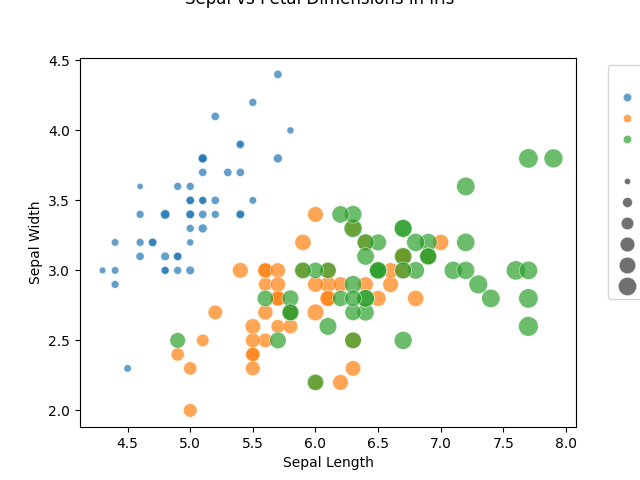 Sepal vs Petal Dimensions in Iris
4.5
4.0
3.5
3.0
2.5
2.0
Sepal Width
4.5 5.0 5.5 6.0 6.5 7.0 7.5 8.0
Sepal Length